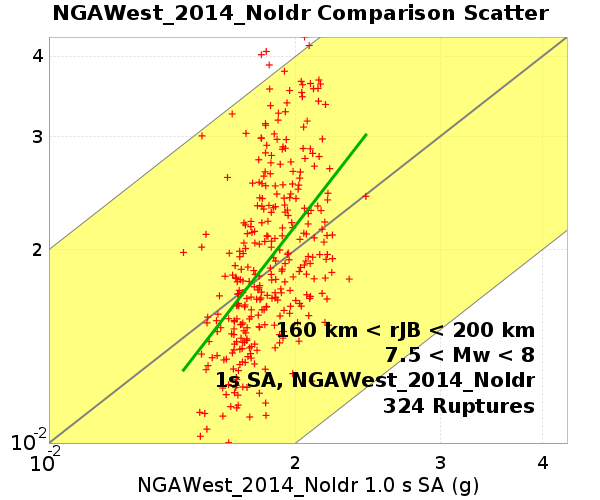 NGAWest_2014_NoIdr Comparison Scatter
4
3
2
10-2
160 km < rJB < 200 km
7.5 < Mw < 8
1s SA, NGAWest_2014_NoIdr
324 Ruptures
10-2 2 3 4
NGAWest_2014_NoIdr 1.0 s SA (g)